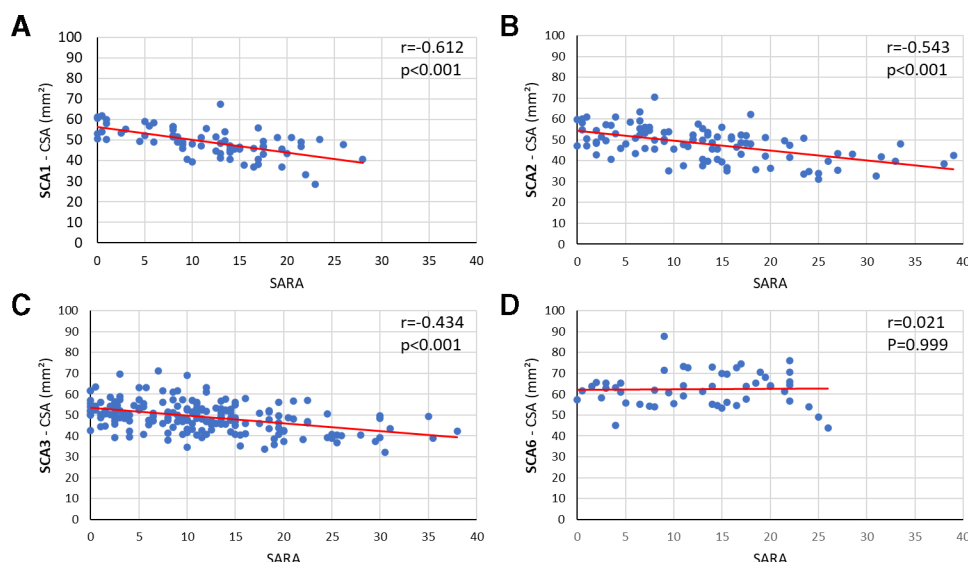 A
r=-0.612
p<0.001
SCA1 - CSA (mm²)
100
90
80
70
60
50
40
30
20
10
0
0 5 10 15 20 25 30 35 40
SARA
B
r=-0.543
p<0.001
SCA2 - CSA (mm²)
100
90
80
70
60
50
40
30
20
10
0
0 5 10 15 20 25 30 35 40
SARA
C
r=-0.434
p<0.001
SCA3 - CSA (mm²)
100
90
80
70
60
50
40
30
20
10
0
0 5 10 15 20 25 30 35 40
SARA
D
r=0.021
P=0.999
SCA6 - CSA (mm²)
100
90
80
70
60
50
40
30
20
10
0
0 5 10 15 20 25 30 35 40
SARA